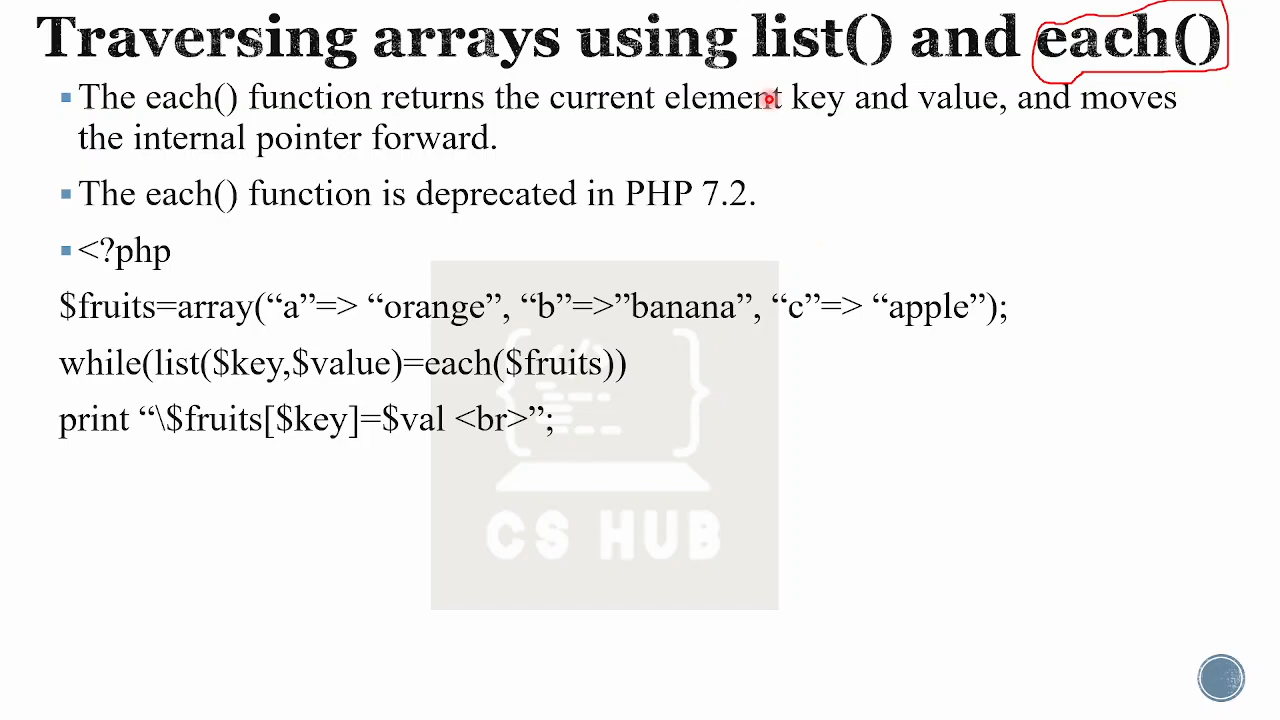 Traversing arrays using list() and each()
The each() function returns the current element key and value, and moves
the internal pointer forward.
The each() function is deprecated in PHP 7.2.
<?php
$fruits=array(“a”=> “orange”, “b”=>”banana”, “c”=> “apple”);
while(list($key,$value)=each($fruits))
print “\$fruits[$key]=$val <br>”;
CS HUB